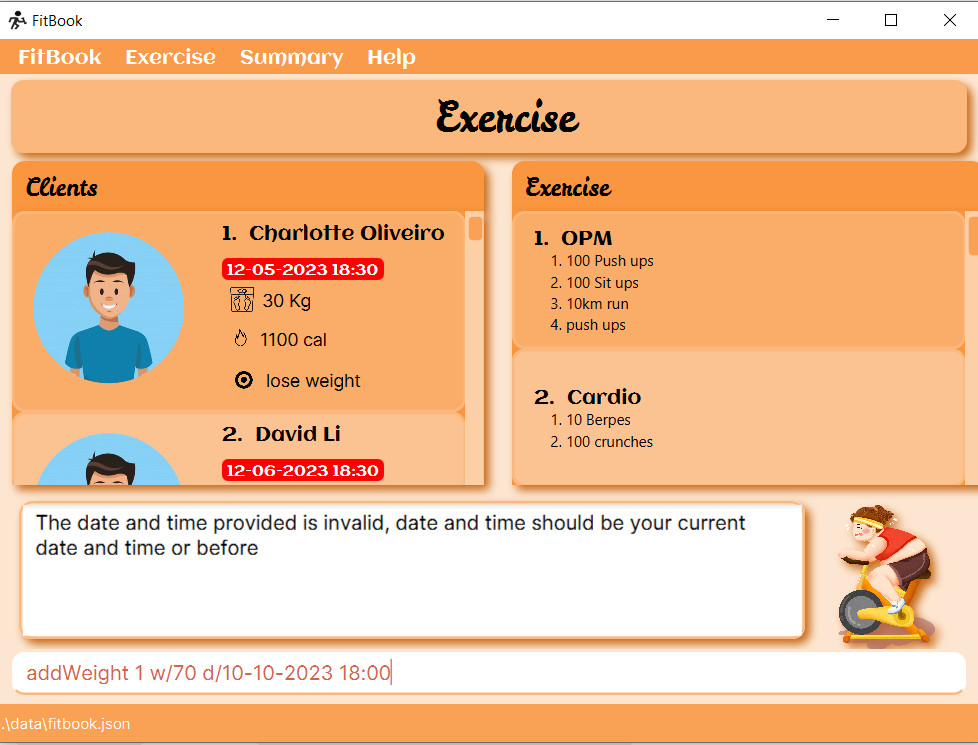 FitBook
FitBook Exercise Summary Help
Exercise
Clients
1. Charlotte Oliveiro
12-05-2023 18:30
30 Kg
1100 cal
lose weight
2. David Li
12-06-2023 18:30
Exercise
1. OPM
1. 100 Push ups
2. 100 Sit ups
3. 10km run
4. push ups
2. Cardio
1. 10 Berpes
2. 100 crunches
The date and time provided is invalid, date and time should be your current
date and time or before
addWeight 1 w/70 d/10-10-2023 18:00
.\data\fitbook.json